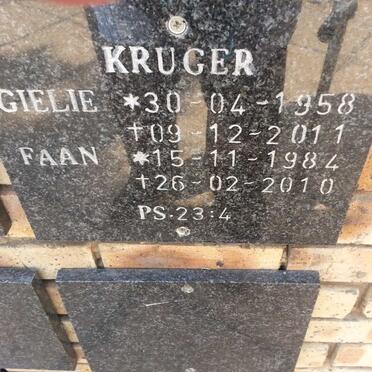 KRUGER
GIELIE *30-04-1958
†09-12-2011
FAAN *15-11-1984
†26-02-2010
PS.23:4